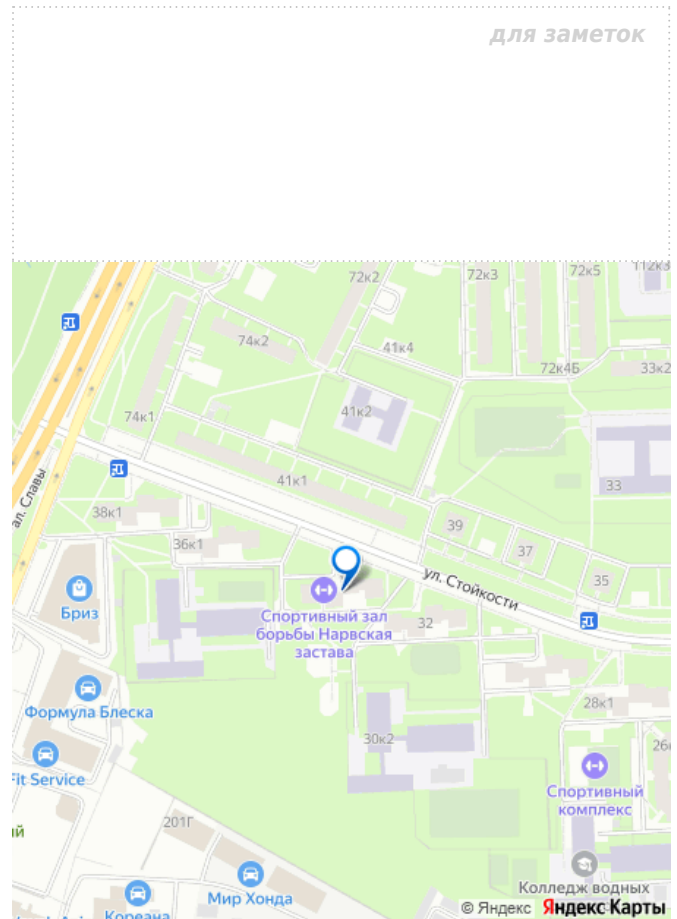 для заметок
72к2
72к3
72к5
112к3
74к2
41к4
72к4Б
33к2
74к1
41к2
41к1
33
ал. Славы
38к1
39
36к1
37
35
ул. Стойкости
Бриз
Спортивный зал
борьбы Нарвская
застава
32
28к1
Формула Блеска
30к2
26к
Fit Service
Спортивный
комплекс
201Г
ий
Мир Хонда
Колледж водных
Кореана
© Яндекс Яндекс Карты